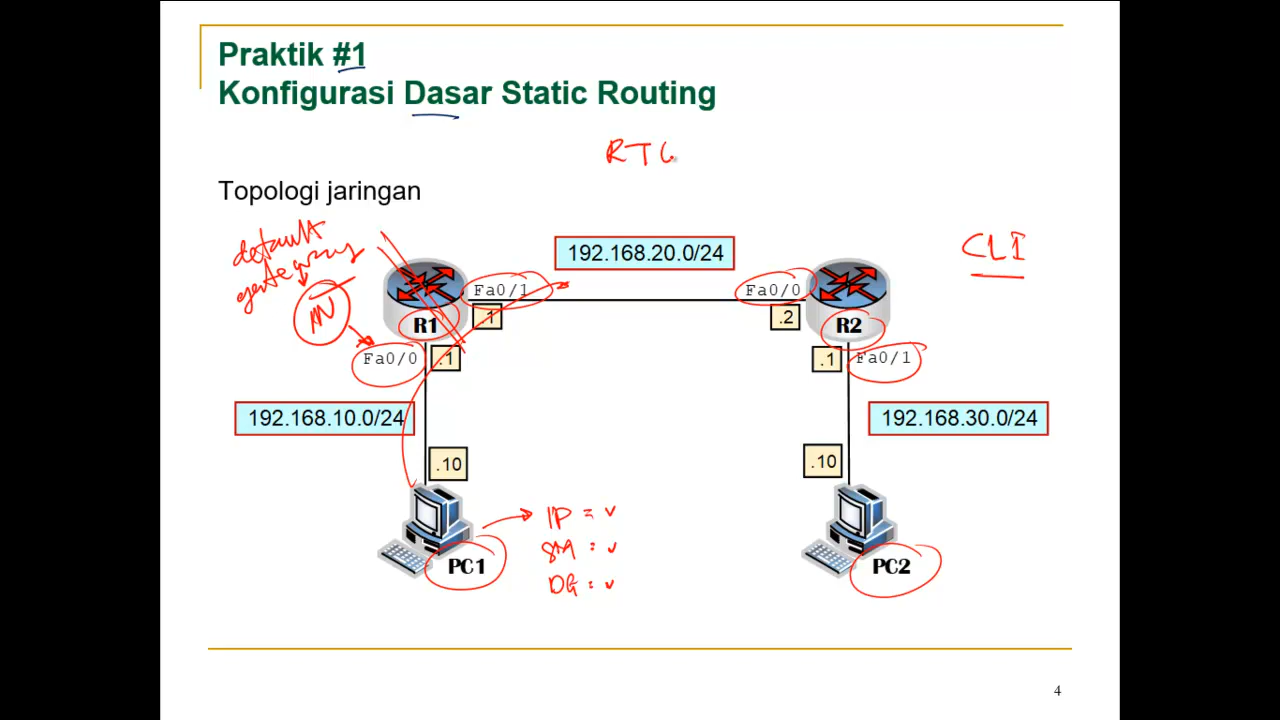 Praktik #1
Konfigurasi Dasar Static Routing
RTG
Topologi jaringan
default
gateway
192.168.20.0/24
CLI
Fa0/1
Fa0/0
.1
.2
R1
R2
Fa0/0
.1
.1
Fa0/1
192.168.10.0/24
192.168.30.0/24
.10
.10
IP = v
SM : v
DG : v
PC1
PC2
4